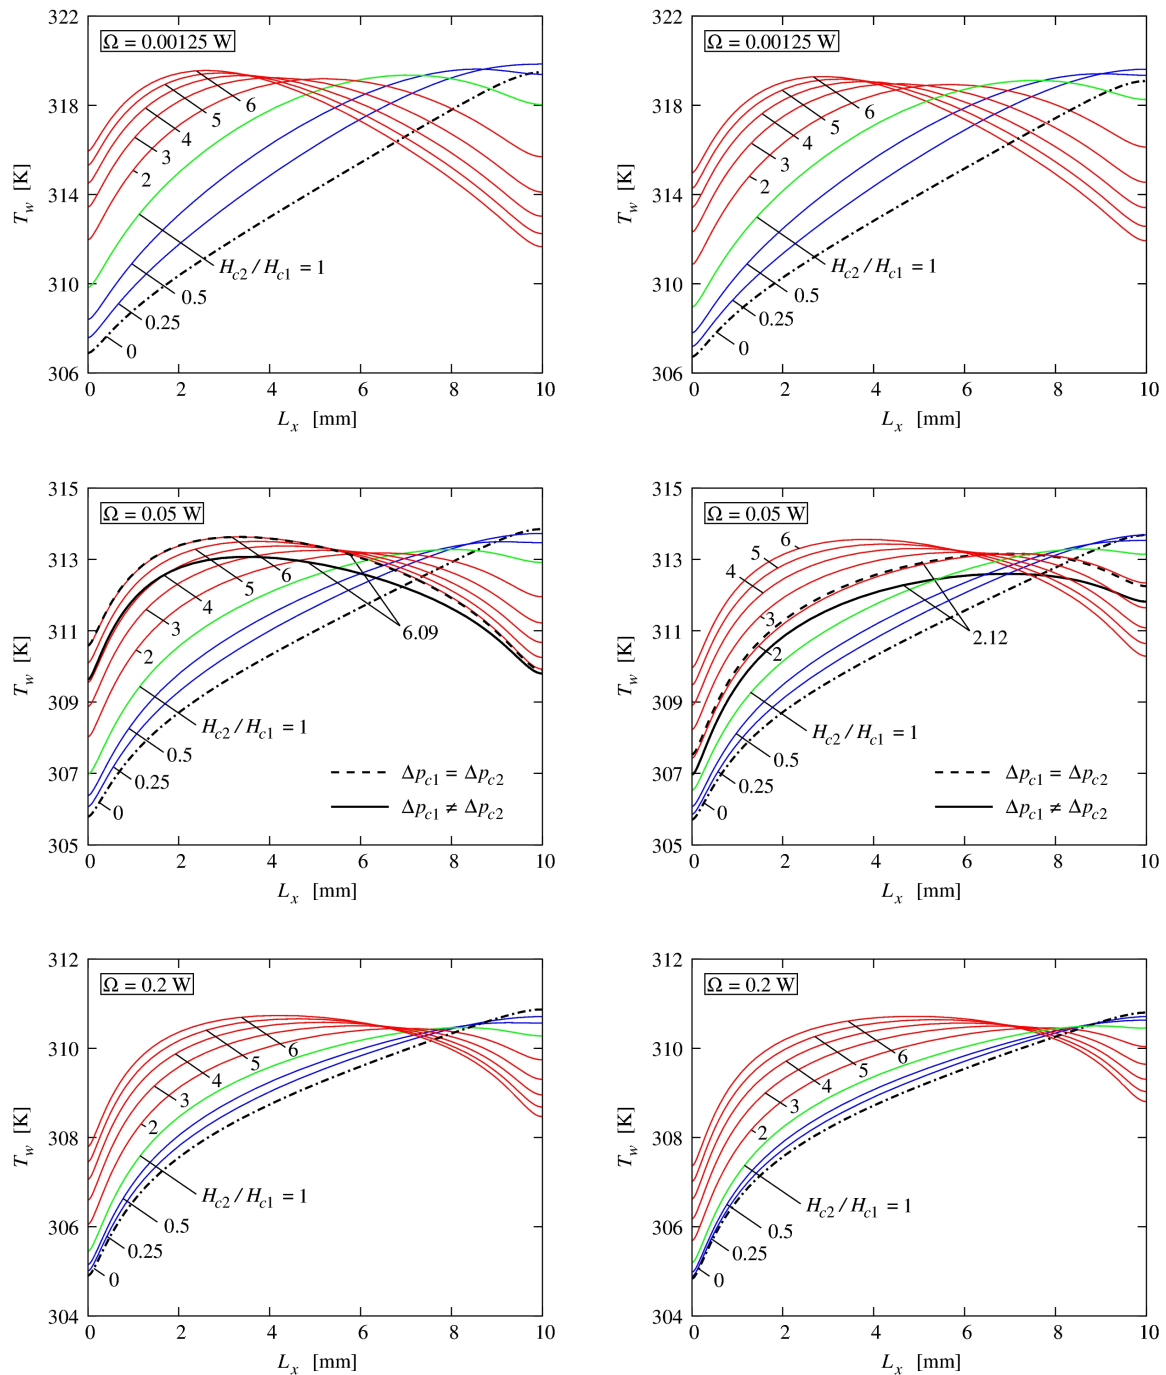 322
318
314
310
306
T_w [K]
Ω = 0.00125 W
6
5
4
3
2
H_c2 / H_c1 = 1
0.5
0.25
0
0 2 4 6 8 10
L_x [mm]
322
318
314
310
306
T_w [K]
Ω = 0.00125 W
6
5
4
3
2
H_c2 / H_c1 = 1
0.5
0.25
0
0 2 4 6 8 10
L_x [mm]
315
313
311
309
307
305
T_w [K]
Ω = 0.05 W
6
5
4
3
2
6.09
H_c2 / H_c1 = 1
0.5
0.25
0
Δp_c1 = Δp_c2
Δp_c1 ≠ Δp_c2
0 2 4 6 8 10
L_x [mm]
315
313
311
309
307
305
T_w [K]
Ω = 0.05 W
6
5
4
3
2
2.12
H_c2 / H_c1 = 1
0.5
0.25
0
Δp_c1 = Δp_c2
Δp_c1 ≠ Δp_c2
0 2 4 6 8 10
L_x [mm]
312
310
308
306
304
T_w [K]
Ω = 0.2 W
6
5
4
3
2
H_c2 / H_c1 = 1
0.5
0.25
0
0 2 4 6 8 10
L_x [mm]
312
310
308
306
304
T_w [K]
Ω = 0.2 W
6
5
4
3
2
H_c2 / H_c1 = 1
0.5
0.25
0
0 2 4 6 8 10
L_x [mm]